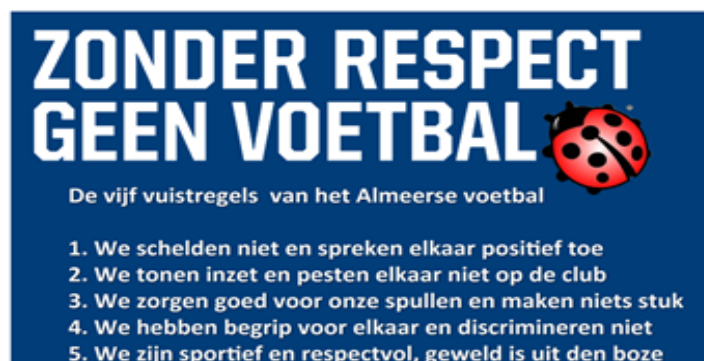 ZONDER RESPECT
GEEN VOETBAL
De vijf vuistregels van het Almeerse voetbal
1. We schelden niet en spreken elkaar positief toe
2. We tonen inzet en pesten elkaar niet op de club
3. We zorgen goed voor onze spullen en maken niets stuk
4. We hebben begrip voor elkaar en discrimineren niet
5. We zijn sportief en respectvol, geweld is uit den boze